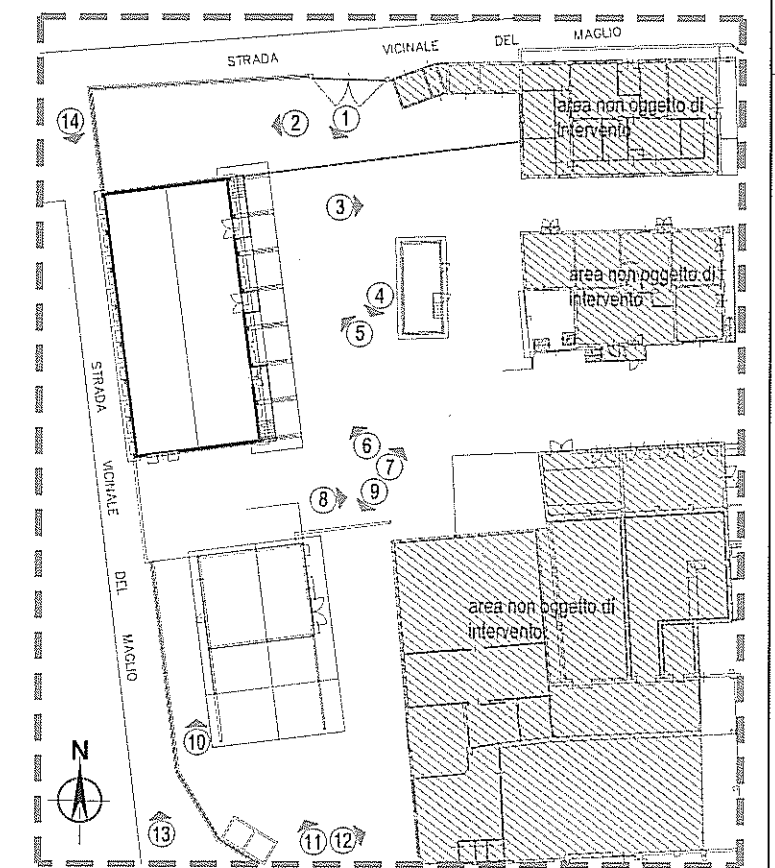 STRADA VICINALE DEL MAGLIO
area non oggetto di
intervento
14
2
1
3
4
5
area non oggetto di
intervento
STRADA VICINALE DEL MAGLIO
6
7
8
9
area non oggetto di
intervento
10
N
13
11
12